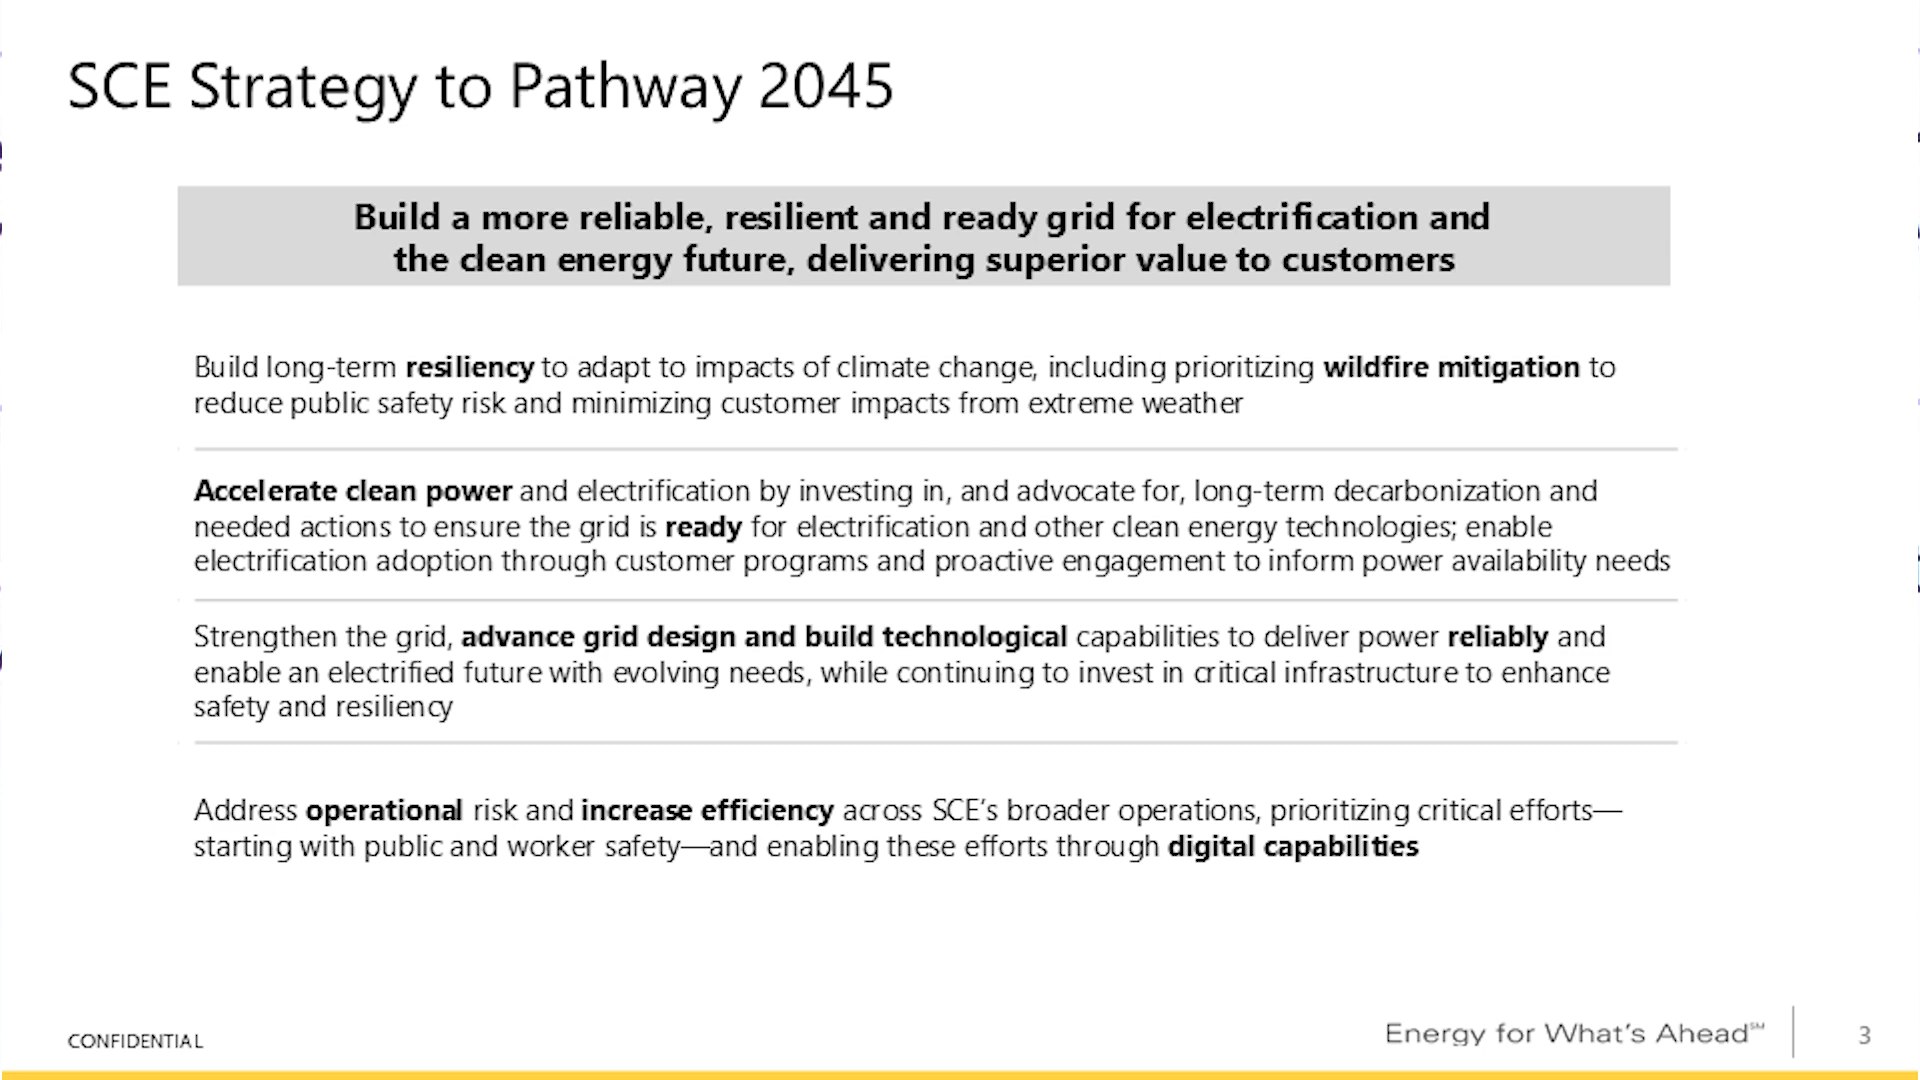 SCE Strategy to Pathway 2045
Build a more reliable, resilient and ready grid for electrification and
the clean energy future, delivering superior value to customers
Build long-term resiliency to adapt to impacts of climate change, including prioritizing wildfire mitigation to
reduce public safety risk and minimizing customer impacts from extreme weather
Accelerate clean power and electrification by investing in, and advocate for, long-term decarbonization and
needed actions to ensure the grid is ready for electrification and other clean energy technologies; enable
electrification adoption through customer programs and proactive engagement to inform power availability needs
Strengthen the grid, advance grid design and build technological capabilities to deliver power reliably and
enable an electrified future with evolving needs, while continuing to invest in critical infrastructure to enhance
safety and resiliency
Address operational risk and increase efficiency across SCE's broader operations, prioritizing critical efforts—
starting with public and worker safety—and enabling these efforts through digital capabilities
CONFIDENTIAL
Energy for What's Ahead℠
3